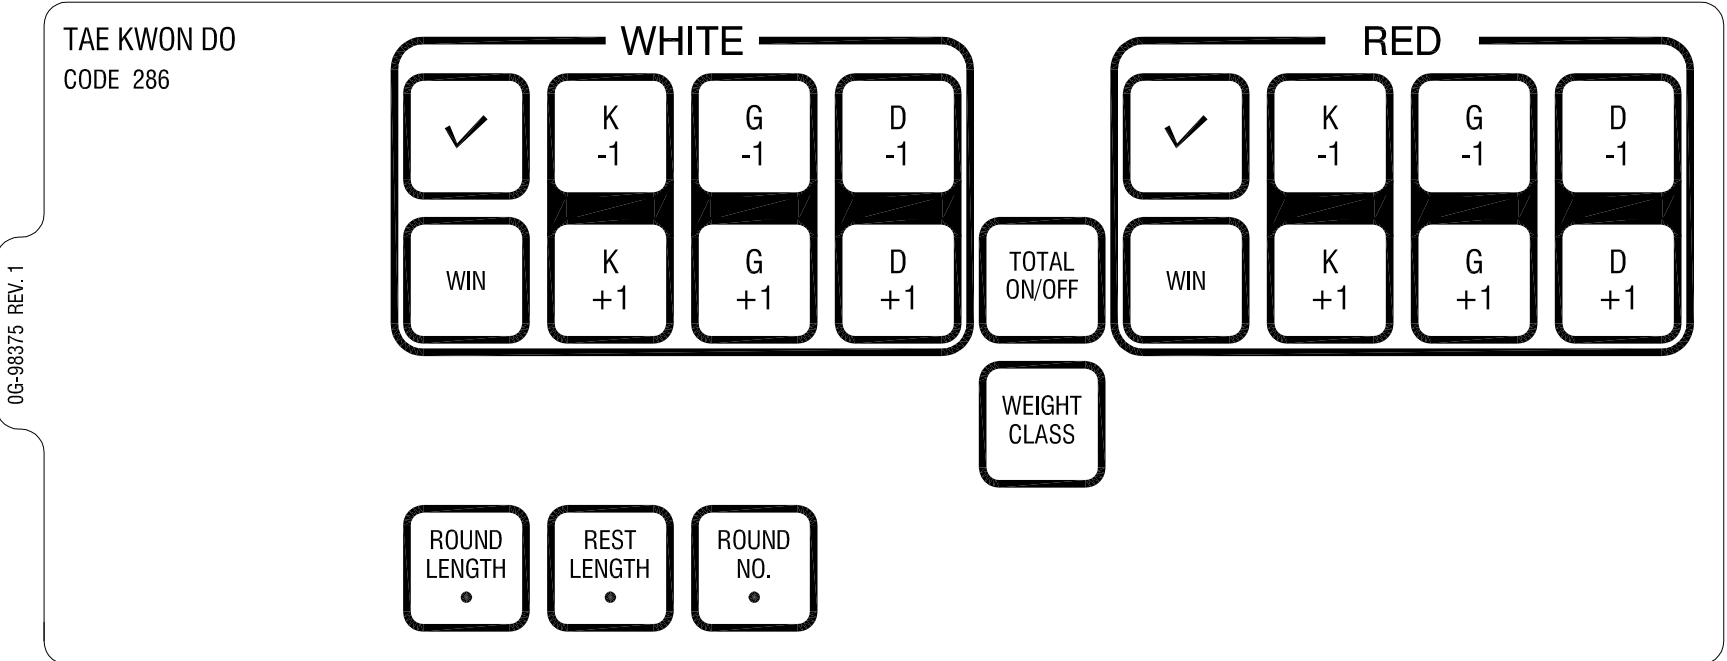 TAE KWON DO
CODE 286
WHITE
✓
K
-1
G
-1
D
-1
WIN
K
+1
G
+1
D
+1
TOTAL
ON/OFF
WEIGHT
CLASS
RED
✓
K
-1
G
-1
D
-1
WIN
K
+1
G
+1
D
+1
ROUND
LENGTH
REST
LENGTH
ROUND
NO.
0G-98375 REV. 1